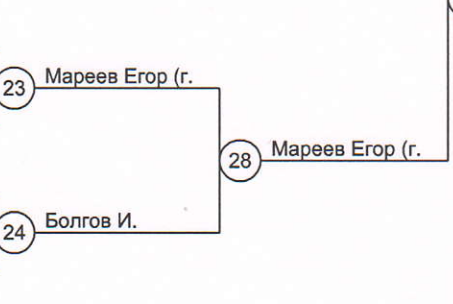 23 Мареев Егор (г.
28 Мареев Егор (г.
24 Болгов И.